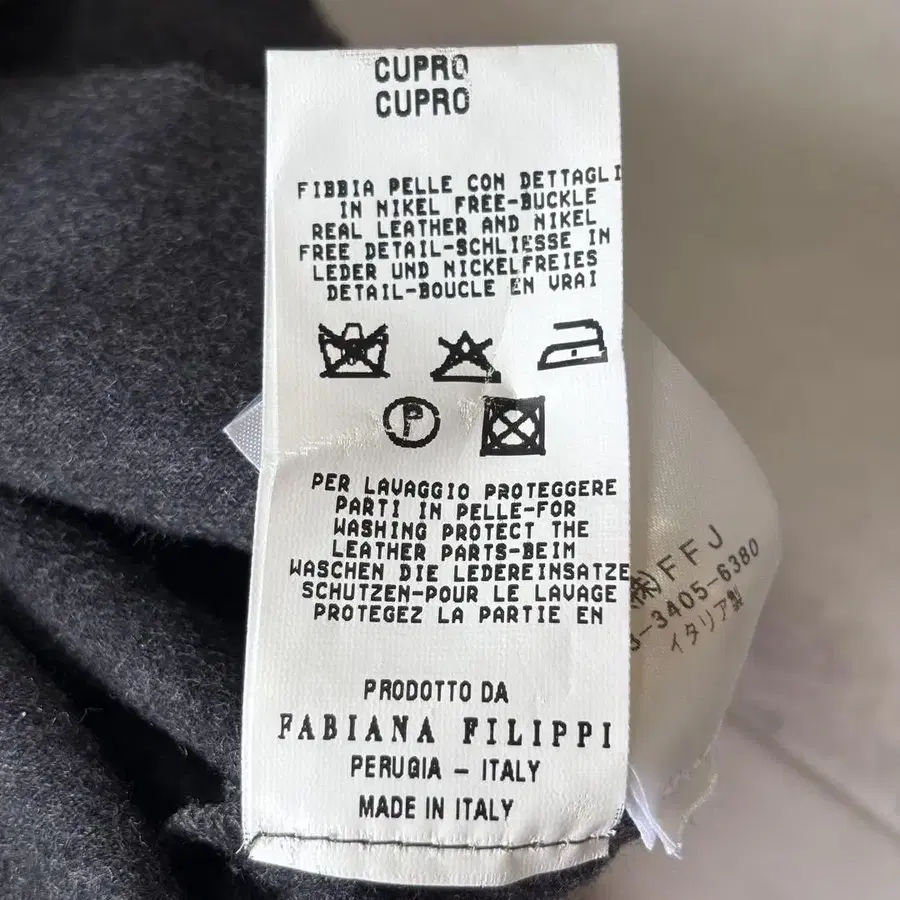 CUPRO
CUPRO
FIBBIA PELLE CON DETTAGLI
IN NIKEL FREE-BUCKLE
REAL LEATHER AND NIKEL
FREE DETAIL-SCHLIESSE IN
LEDER UND NICKELFREIES
DETAIL-BOUCLE EN VRAI
P
PER LAVAGGIO PROTEGGERE
PARTI IN PELLE-FOR
WASHING PROTECT THE
LEATHER PARTS-BEIM
WASCHEN DIE LEDEREINSATZE
SCHUTZEN-POUR LE LAVAGE
PROTEGEZ LA PARTIE EN
PRODOTTO DA
FABIANA FILIPPI
PERUGIA – ITALY
MADE IN ITALY
(株)FFJ
3-3405-6380
イタリア製